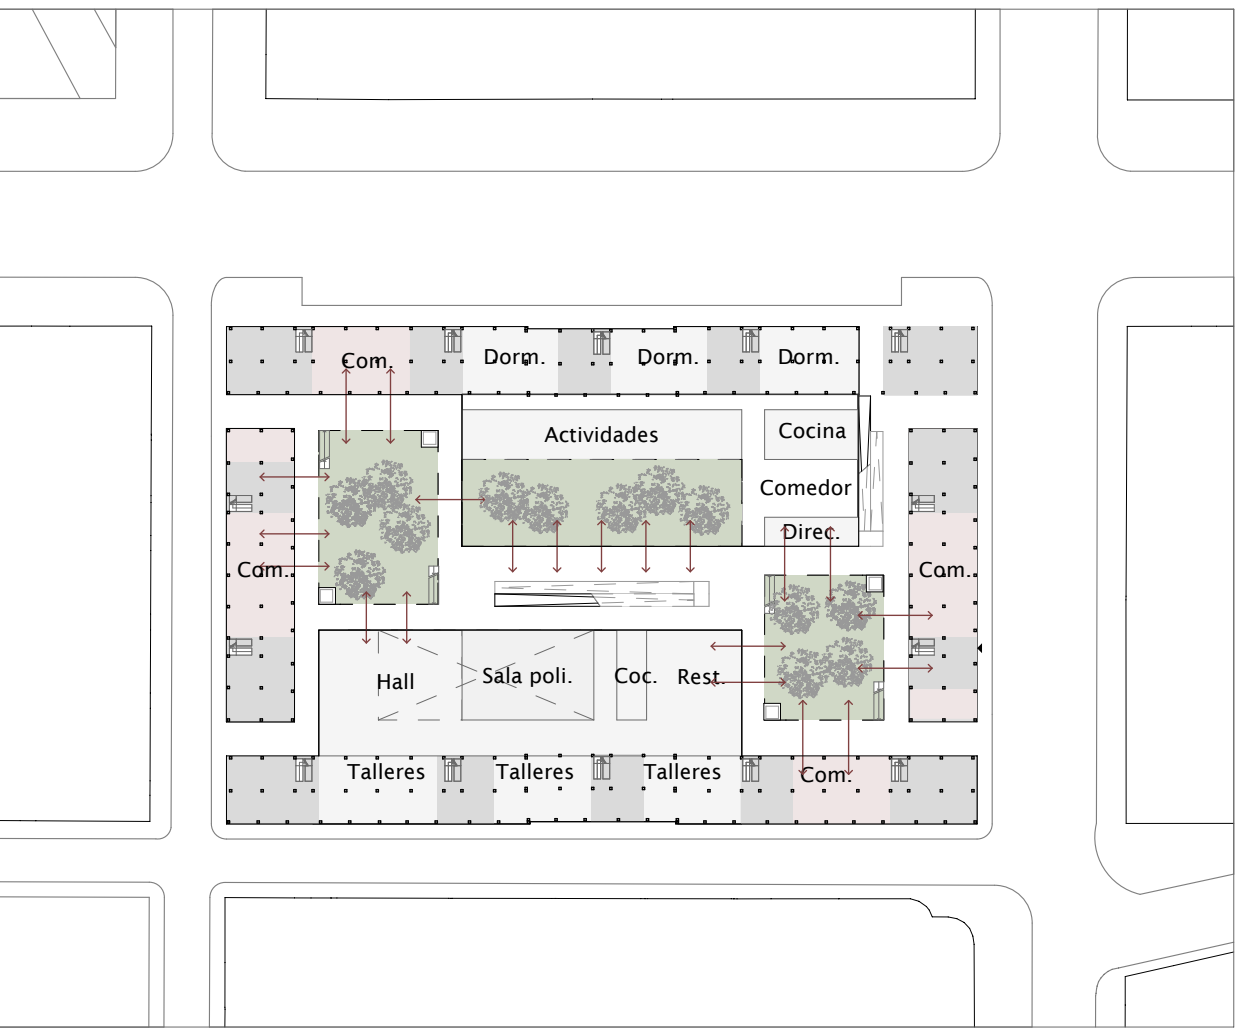 Com.
Dorm.
Dorm.
Dorm.
Actividades
Cocina
Comedor
Direc.
Com.
Com.
Hall
Sala poli.
Coc.
Rest.
Talleres
Talleres
Talleres
Com.